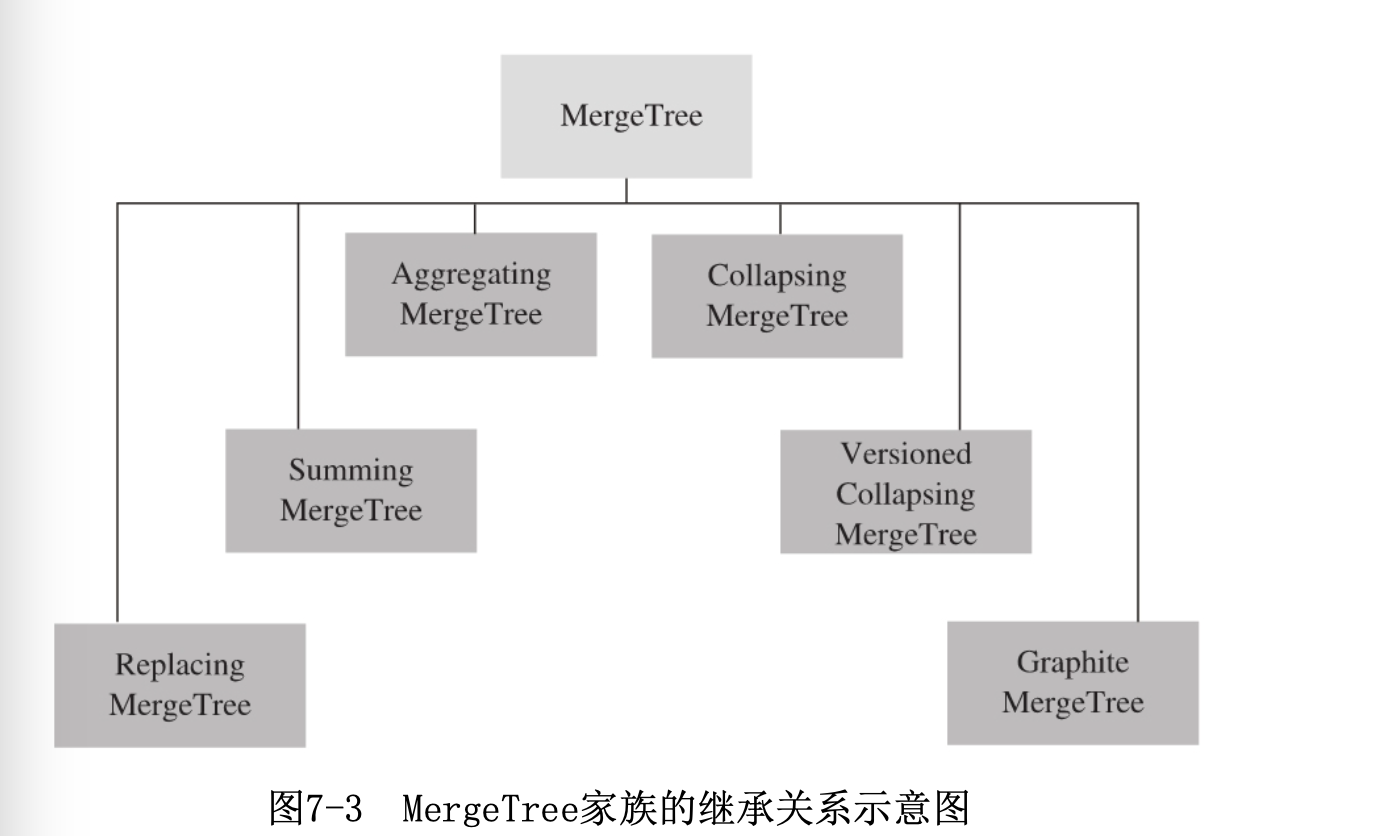 MergeTree
Aggregating
MergeTree
Collapsing
MergeTree
Summing
MergeTree
Versioned
Collapsing
MergeTree
Replacing
MergeTree
Graphite
MergeTree
图7-3 MergeTree家族的继承关系示意图